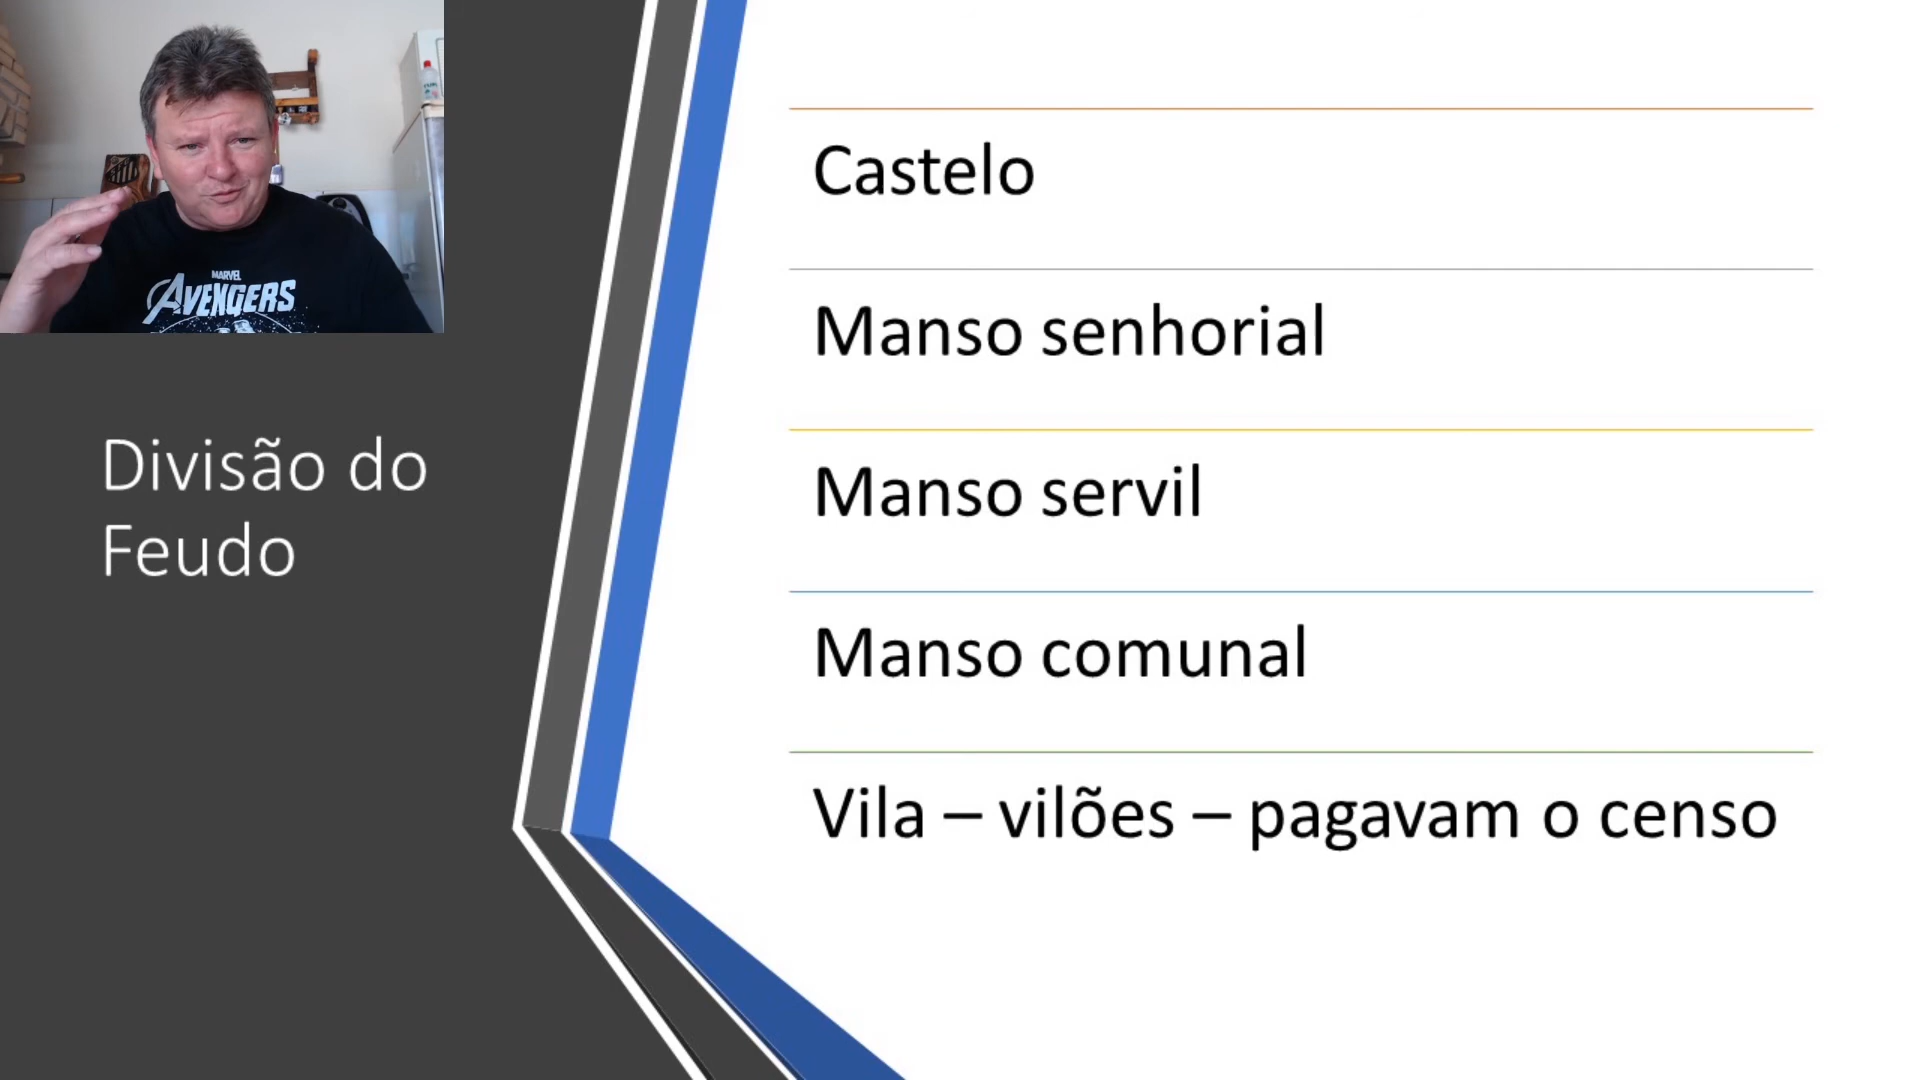 MARVEL
AVENGERS
Divisão do
Feudo
Castelo
Manso senhorial
Manso servil
Manso comunal
Vila – vilões – pagavam o censo